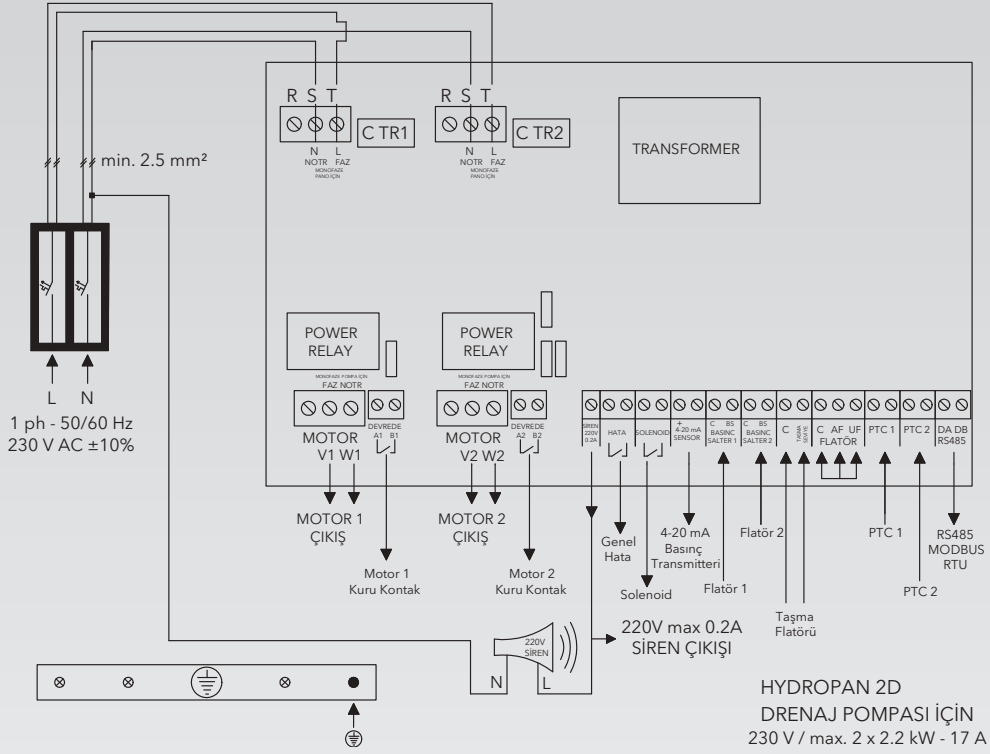 min. 2.5 mm²
R S T
C TR1
N L
NOTR FAZ
MONOFAZE
PANO İÇİN
R S T
C TR2
N L
NOTR FAZ
MONOFAZE
PANO İÇİN
TRANSFORMER
L N
1 ph - 50/60 Hz
230 V AC ±10%
POWER
RELAY
MONOFAZE POMPA İÇİN
FAZ NOTR
MOTOR
V1 W1
DEVREDE
A1 B1
POWER
RELAY
MONOFAZE POMPA İÇİN
FAZ NOTR
MOTOR
V2 W2
DEVREDE
A2 B2
SİREN
220V
0.2A
HATA
SOLENOID
+
4-20 mA
SENSOR
C BS
BASINC
SALTER 1
C BS
BASINC
SALTER 2
C
TAŞMA
SEVİYE
C AF UF
FLATÖR
PTC 1
PTC 2
DA DB
RS485
MOTOR 1
ÇIKIŞ
Motor 1
Kuru Kontak
MOTOR 2
ÇIKIŞ
Motor 2
Kuru Kontak
Genel
Hata
Solenoid
4-20 mA
Basınç
Transmitteri
Flatör 1
Flatör 2
Taşma
Flatörü
PTC 1
PTC 2
RS485
MODBUS
RTU
220V
SİREN
N L
220V max 0.2A
SİREN ÇIKIŞI
HYDROPAN 2D
DRENAJ POMPASI İÇİN
230 V / max. 2 x 2.2 kW - 17 A